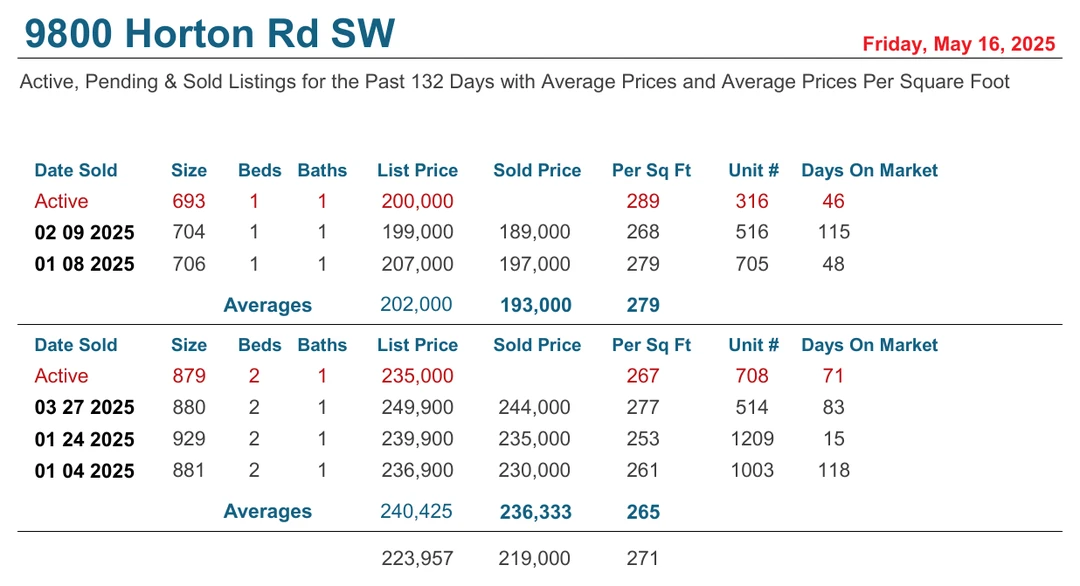 9800 Horton Rd SW
Friday, May 16, 2025
Active, Pending & Sold Listings for the Past 132 Days with Average Prices and Average Prices Per Square Foot
Date Sold Size Beds Baths List Price Sold Price Per Sq Ft Unit # Days On Market
Active 693 1 1 200,000 289 316 46
02 09 2025 704 1 1 199,000 189,000 268 516 115
01 08 2025 706 1 1 207,000 197,000 279 705 48
Averages 202,000 193,000 279
Date Sold Size Beds Baths List Price Sold Price Per Sq Ft Unit # Days On Market
Active 879 2 1 235,000 267 708 71
03 27 2025 880 2 1 249,900 244,000 277 514 83
01 24 2025 929 2 1 239,900 235,000 253 1209 15
01 04 2025 881 2 1 236,900 230,000 261 1003 118
Averages 240,425 236,333 265
223,957 219,000 271